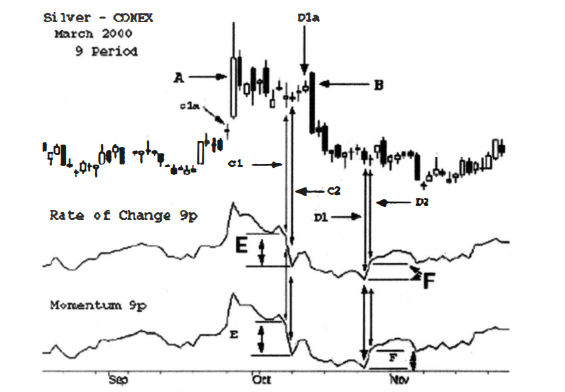 Silver - COMEX
March 2000
9 Period
D1a
A
B
c1a
C1
C2
D1
D2
Rate of Change 9p
E
F
Momentum 9p
E
F
Sep
Oct
Nov